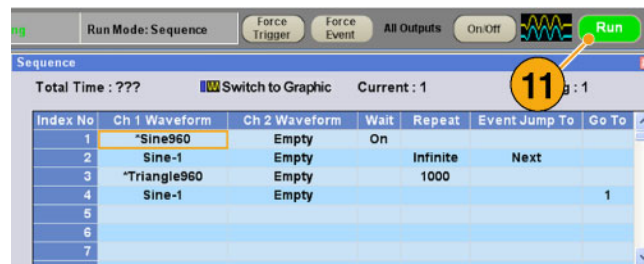 ng Run Mode: Sequence Force Trigger Force Event All Outputs On/Off Run
Sequence
Total Time : ??? Switch to Graphic Current : 1 11 g : 1
Index No Ch 1 Waveform Ch 2 Waveform Wait Repeat Event Jump To Go To
1 *Sine960 Empty On
2 Sine-1 Empty Infinite Next
3 *Triangle960 Empty 1000
4 Sine-1 Empty 1
5
6
7